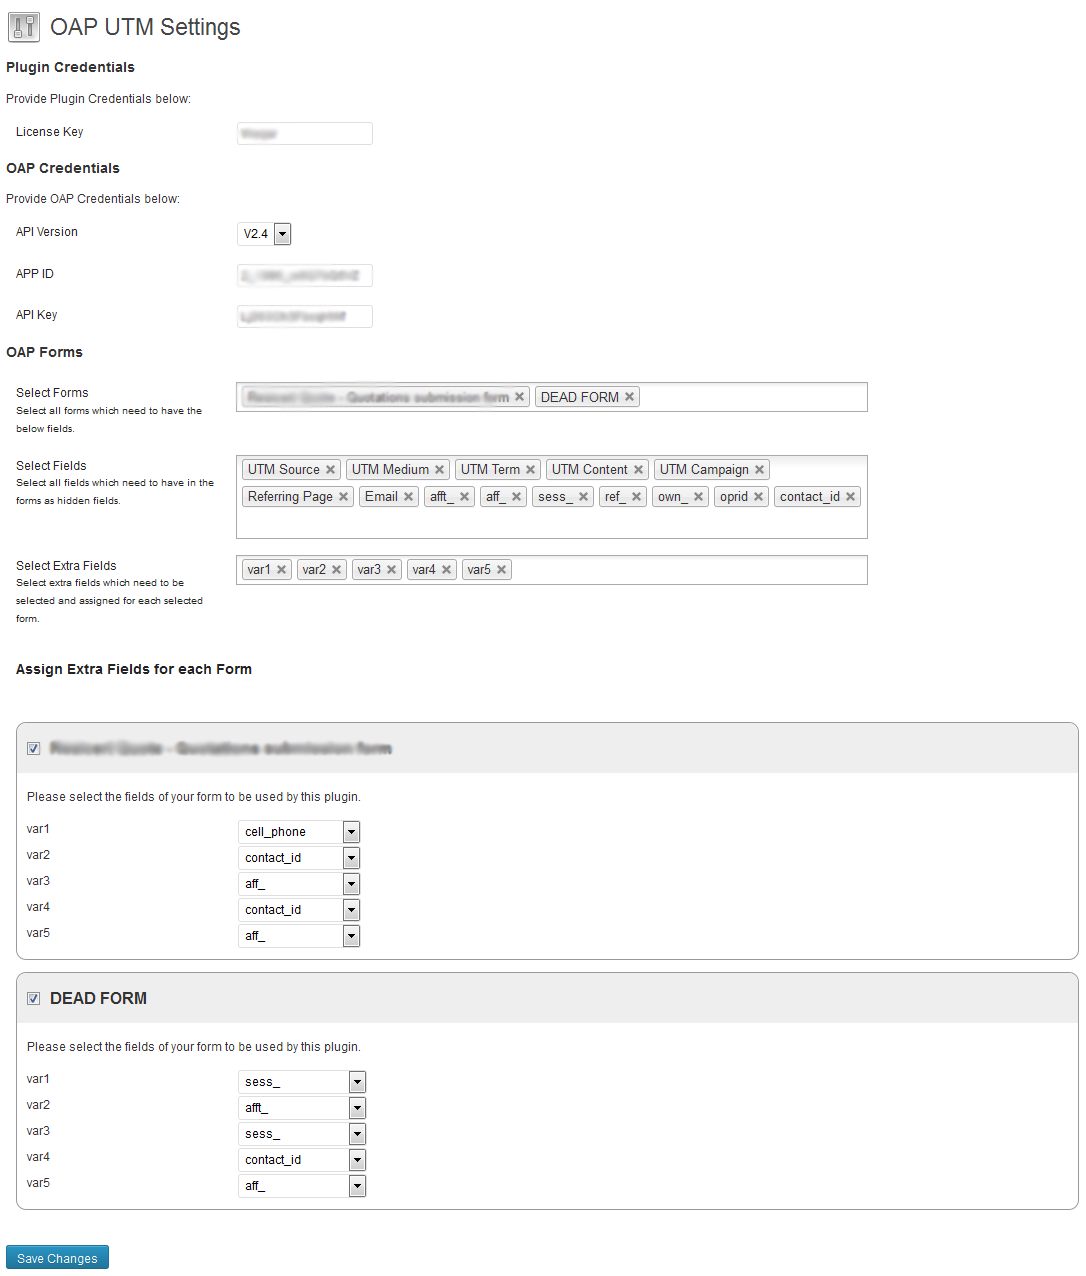 OAP UTM Settings
Plugin Credentials
Provide Plugin Credentials below:
License Key
OAP Credentials
Provide OAP Credentials below:
API Version V2.4
APP ID
API Key
OAP Forms
Select Forms
Select all forms which need to have the
below fields.
- Quotations submission form × DEAD FORM ×
Select Fields
Select all fields which need to have in the
forms as hidden fields.
UTM Source × UTM Medium × UTM Term × UTM Content × UTM Campaign ×
Referring Page × Email × afft_ × aff_ × sess_ × ref_ × own_ × oprid × contact_id ×
Select Extra Fields
Select extra fields which need to be
selected and assigned for each selected
form.
var1 × var2 × var3 × var4 × var5 ×
Assign Extra Fields for each Form
- Quotations submission form
Please select the fields of your form to be used by this plugin.
var1 cell_phone
var2 contact_id
var3 aff_
var4 contact_id
var5 aff_
DEAD FORM
Please select the fields of your form to be used by this plugin.
var1 sess_
var2 afft_
var3 sess_
var4 contact_id
var5 aff_
Save Changes